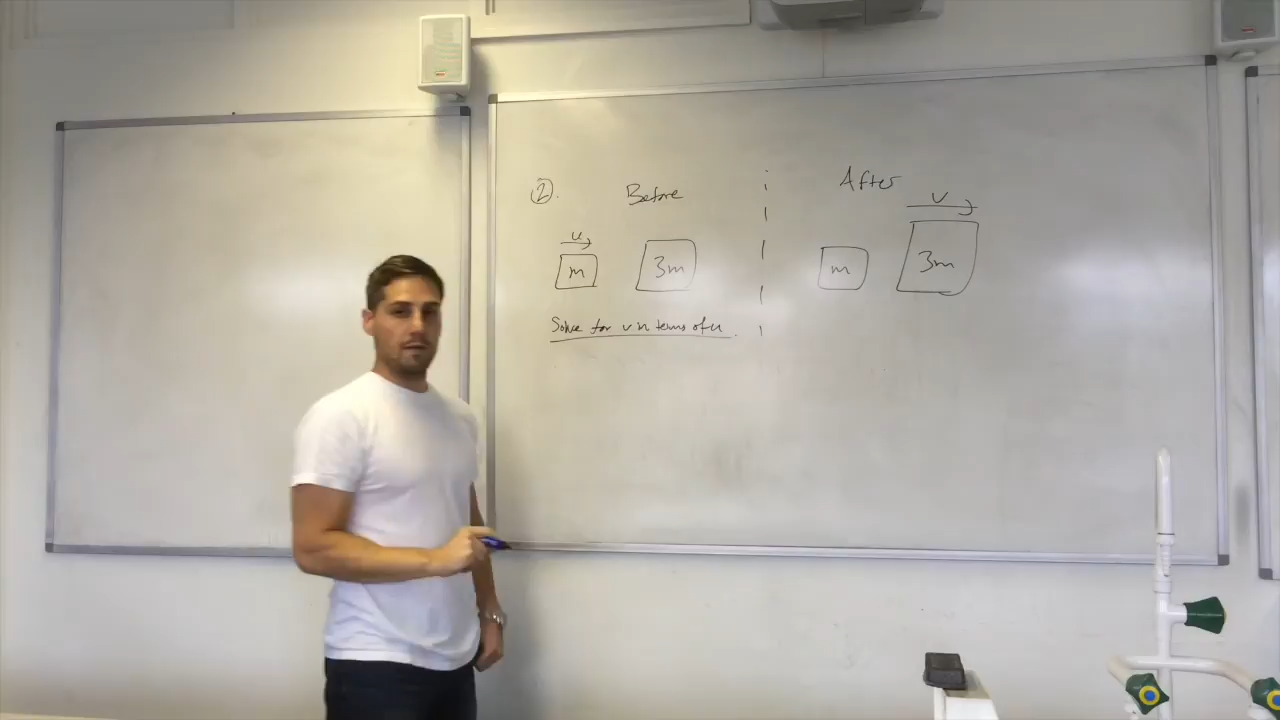 ②. Before After
u v
m 3m m 3m
Solve for v in terms of u.